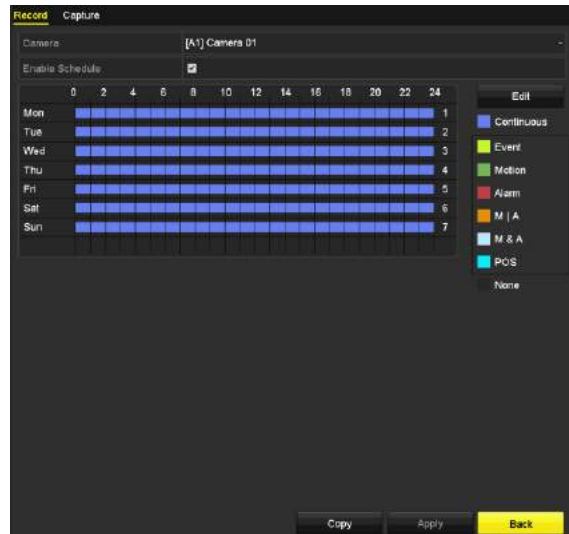 Record Capture
Camera [A1] Camera 01
Enable Schedule
0 2 4 6 8 10 12 14 16 18 20 22 24
Edit
Mon 1
Continuous
Tue 2
Wed 3
Event
Thu 4
Motion
Fri 5
Alarm
Sat 6
M | A
Sun 7
M & A
POS
None
Copy Apply Back